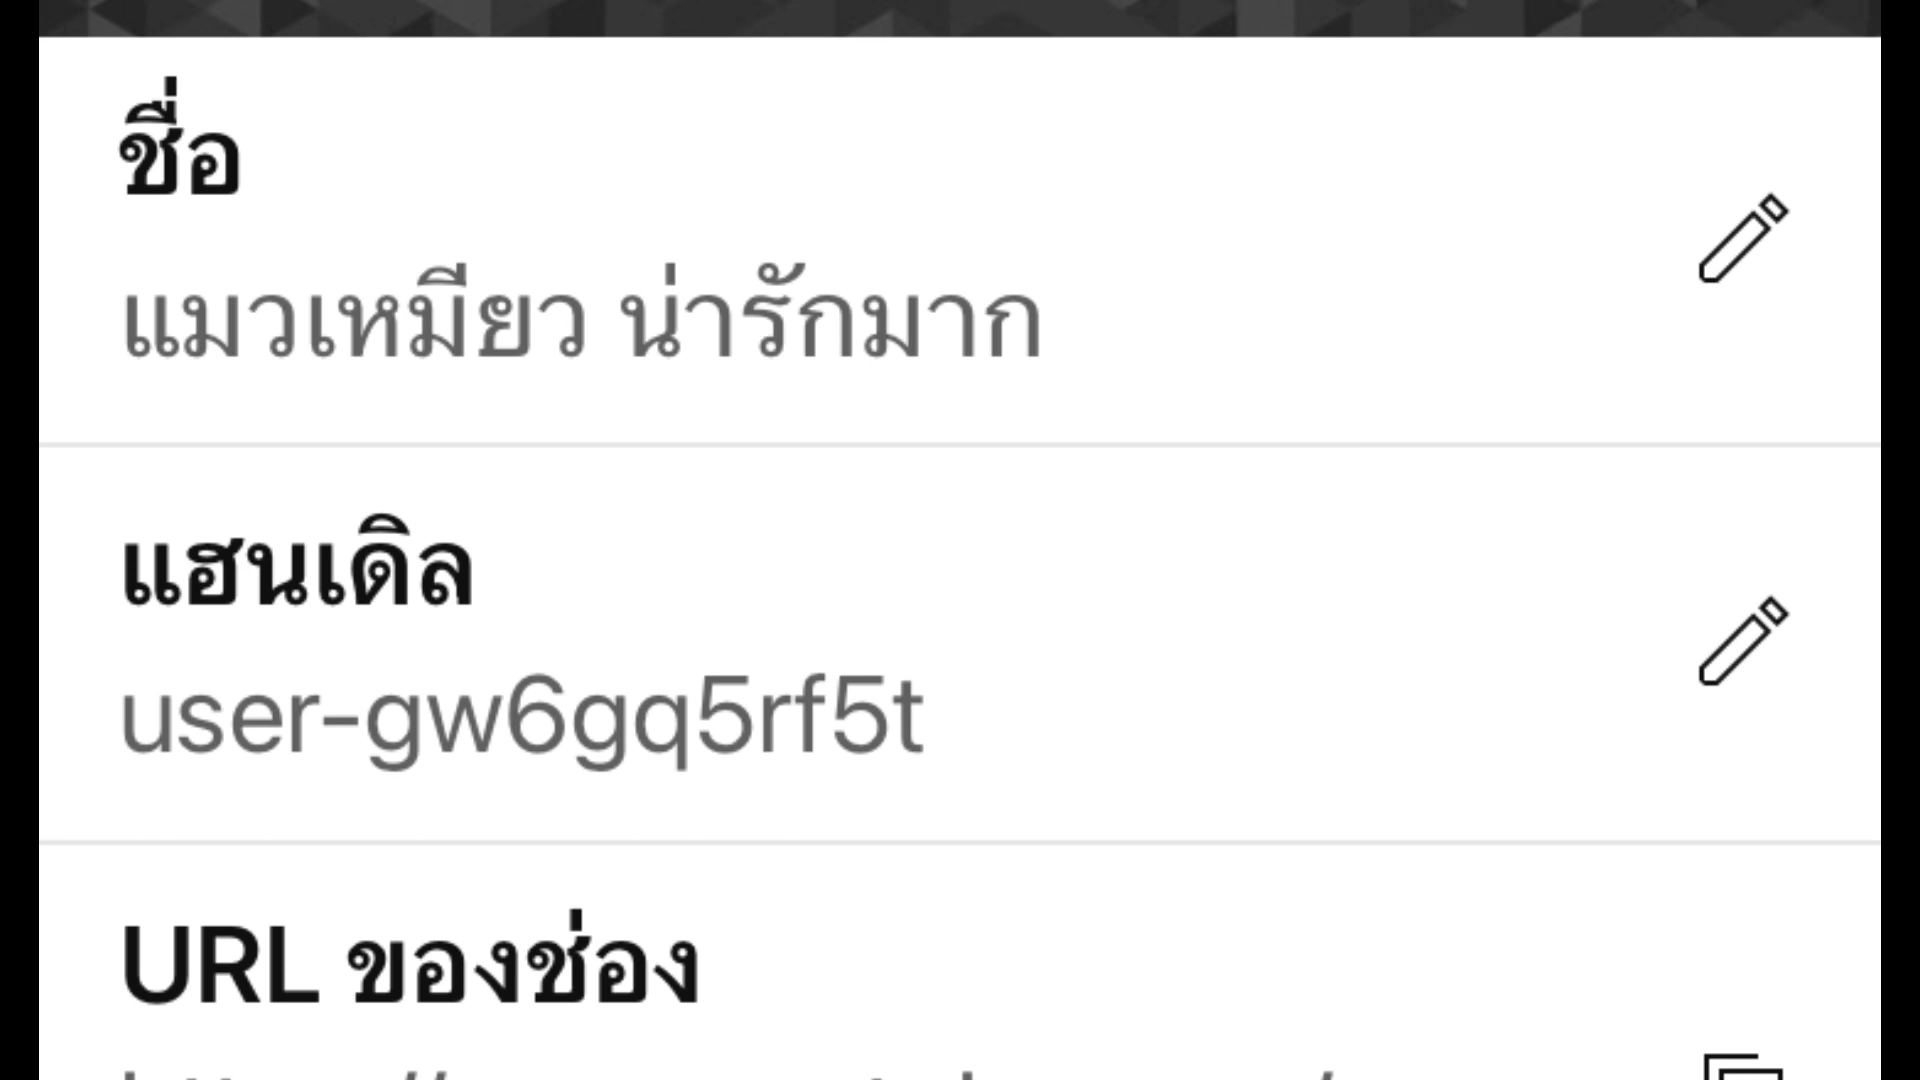 ชื่อ
แมวเหมียว น่ารักมาก
แฮนเดิล
user-gw6gq5rf5t
URL ของช่อง